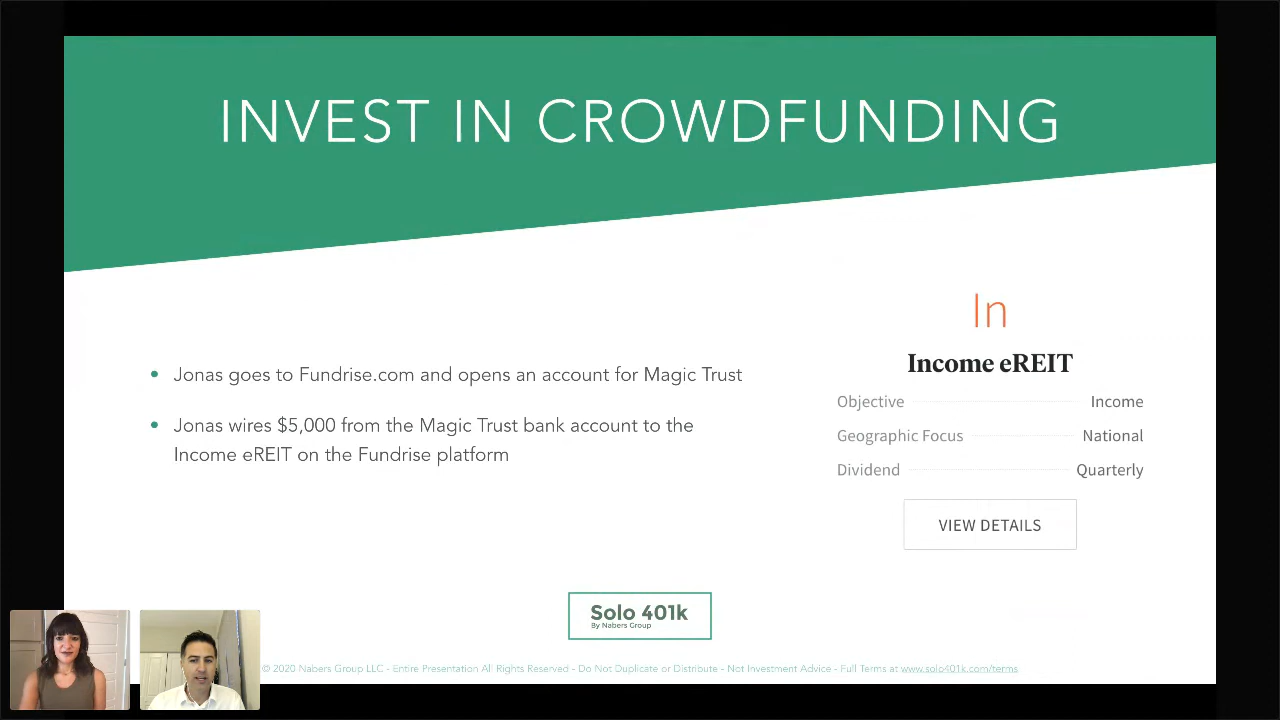 INVEST IN CROWDFUNDING
• Jonas goes to Fundrise.com and opens an account for Magic Trust
• Jonas wires $5,000 from the Magic Trust bank account to the
Income eREIT on the Fundrise platform
In
Income eREIT
Objective Income
Geographic Focus National
Dividend Quarterly
VIEW DETAILS
Solo 401k
By Nabers Group
© 2020 Nabers Group LLC - Entire Presentation All Rights Reserved - Do Not Duplicate or Distribute - Not Investment Advice - Full Terms at www.solo401k.com/terms